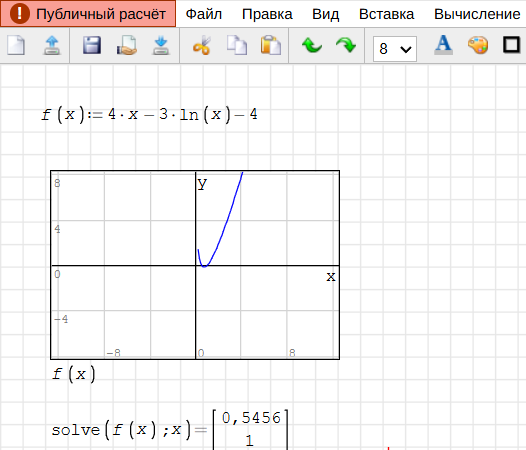 ! Публичный расчёт Файл Правка Вид Вставка Вычисление
8 A
f(x):=4·x−3·ln(x)−4
8 y
4
0 x
−4
−8 0 8
f(x)
solve(f(x);x)=[0,5456
1]